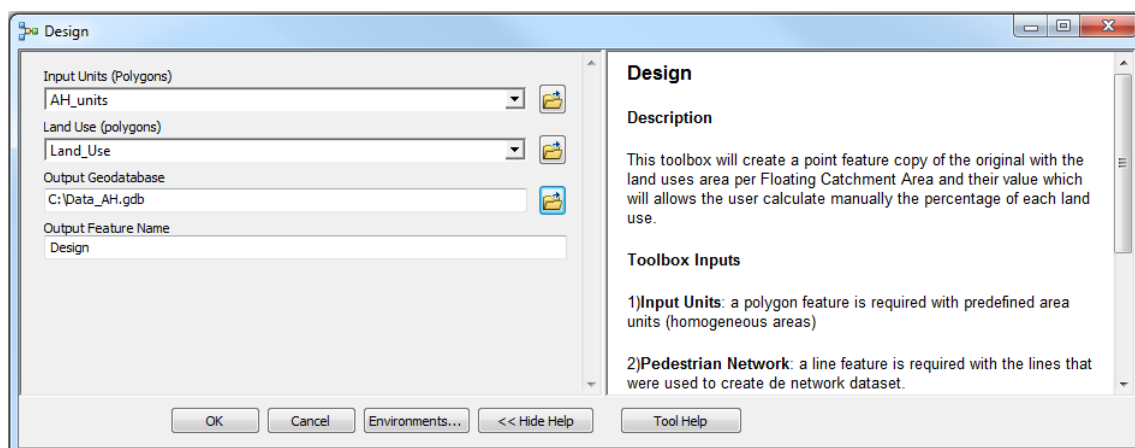 Design
Input Units (Polygons)
AH_units
Land Use (polygons)
Land_Use
Output Geodatabase
C:\Data_AH.gdb
Output Feature Name
Design
Design
Description
This toolbox will create a point feature copy of the original with the
land uses area per Floating Catchment Area and their value which
will allows the user calculate manually the percentage of each land
use.
Toolbox Inputs
1)Input Units: a polygon feature is required with predefined area
units (homogeneous areas)
2)Pedestrian Network: a line feature is required with the lines that
were used to create de network dataset.
OK
Cancel
Environments...
<< Hide Help
Tool Help